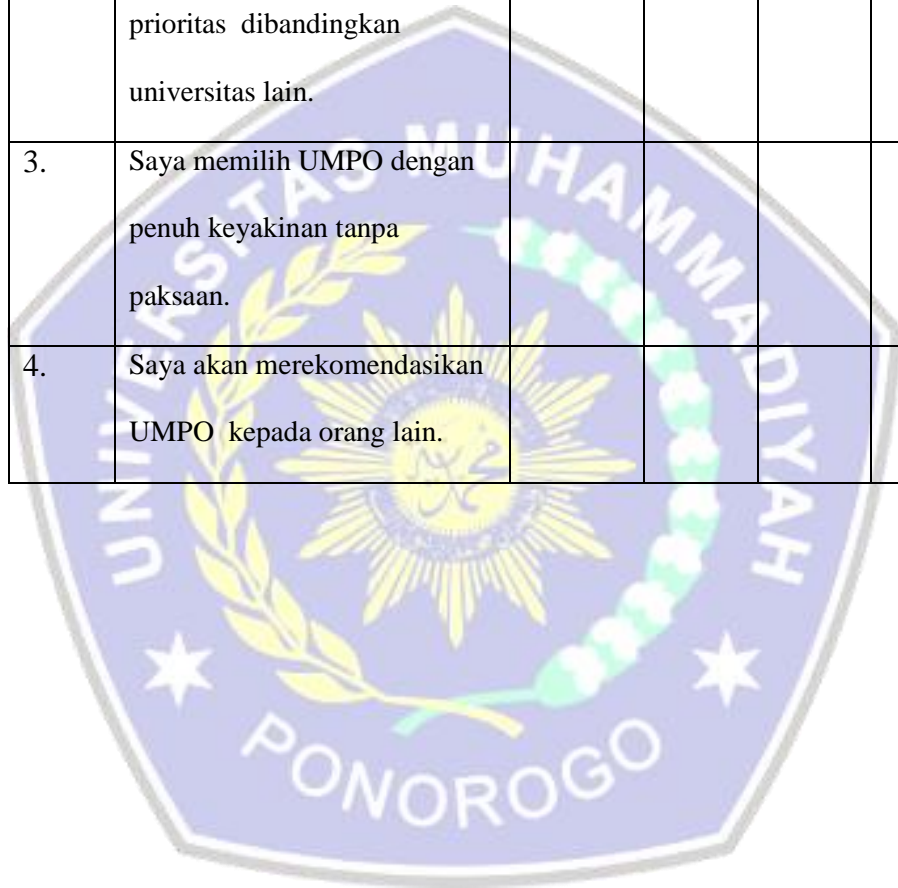 prioritas dibandingkan
universitas lain.
3. Saya memilih UMPO dengan
penuh keyakinan tanpa
paksaan.
4. Saya akan merekomendasikan
UMPO kepada orang lain.
UNIVERSITAS MUHAMMADIYAH
PONOROGO